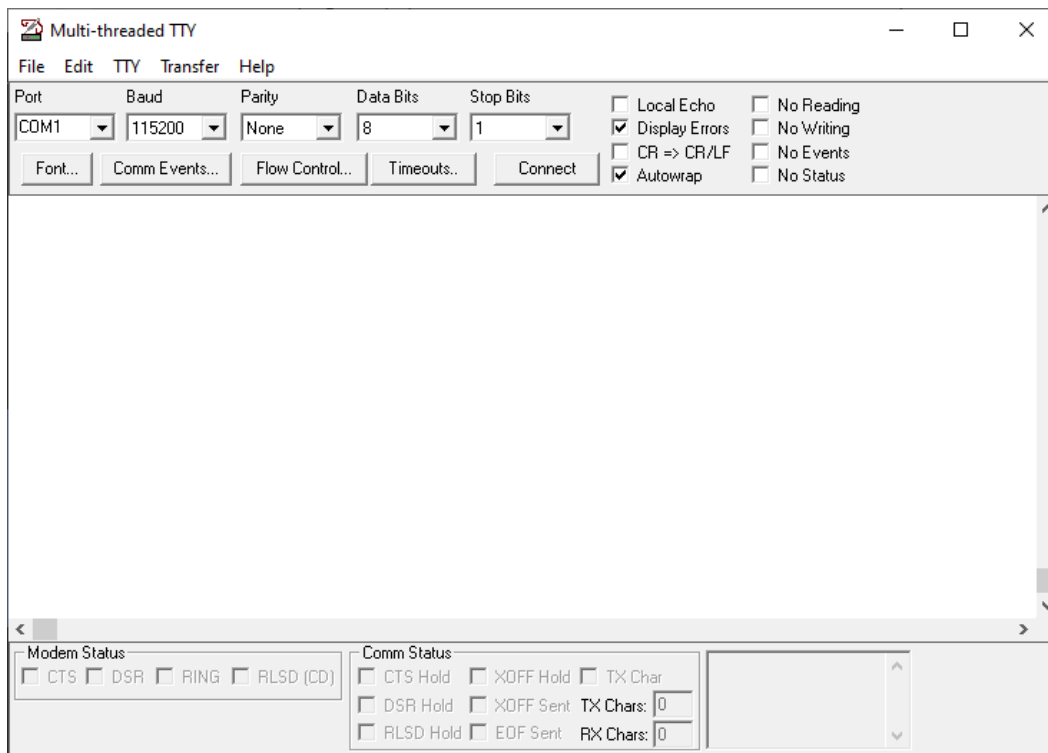 Multi-threaded TTY
File Edit TTY Transfer Help
Port Baud Parity Data Bits Stop Bits
COM1 115200 None 8 1
Font... Comm Events... Flow Control... Timeouts.. Connect
Local Echo No Reading
Display Errors No Writing
CR => CR/LF No Events
Autowrap No Status
Modem Status
CTS DSR RING RLSD (CD)
Comm Status
CTS Hold XOFF Hold TX Char
DSR Hold XOFF Sent TX Chars: 0
RLSD Hold EOF Sent RX Chars: 0